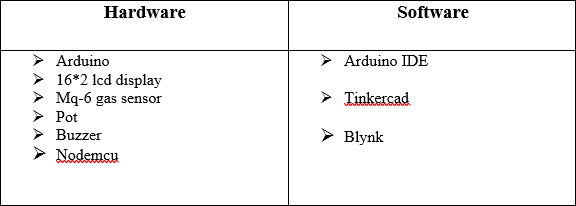 Hardware
Software
Arduino
16*2 lcd display
Mq-6 gas sensor
Pot
Buzzer
Nodemcu
Arduino IDE
Tinkercad
Blynk